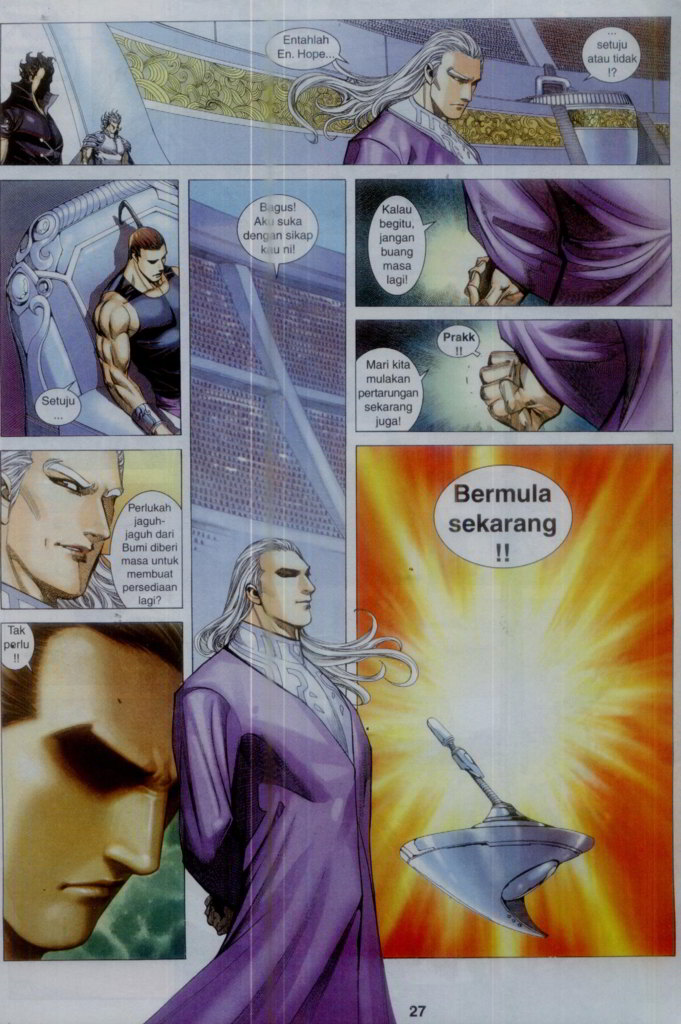 Entahlah
En. Hope...
...
setuju
atau tidak
!?
Setuju
...
Bagus!
Aku suka
dengan sikap
kau ni!
Kalau
begitu,
jangan
buang
masa
lagi!
Prakk
!!
Mari kita
mulakan
pertarungan
sekarang
juga!
Perlukah
jaguh-
jaguh dari
Bumi diberi
masa untuk
membuat
persediaan
lagi?
Tak
perlu
!!
Bermula
sekarang
!!
27